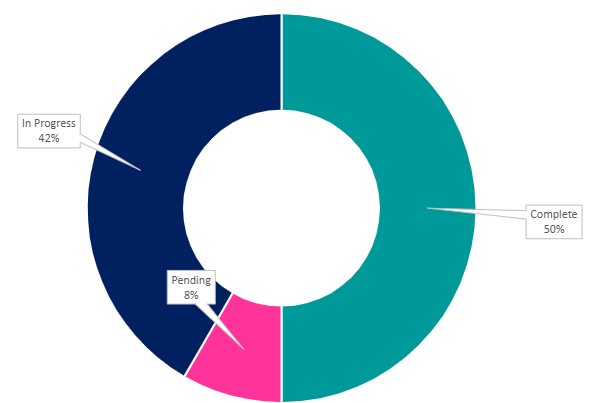 In Progress
42%
Complete
50%
Pending
8%